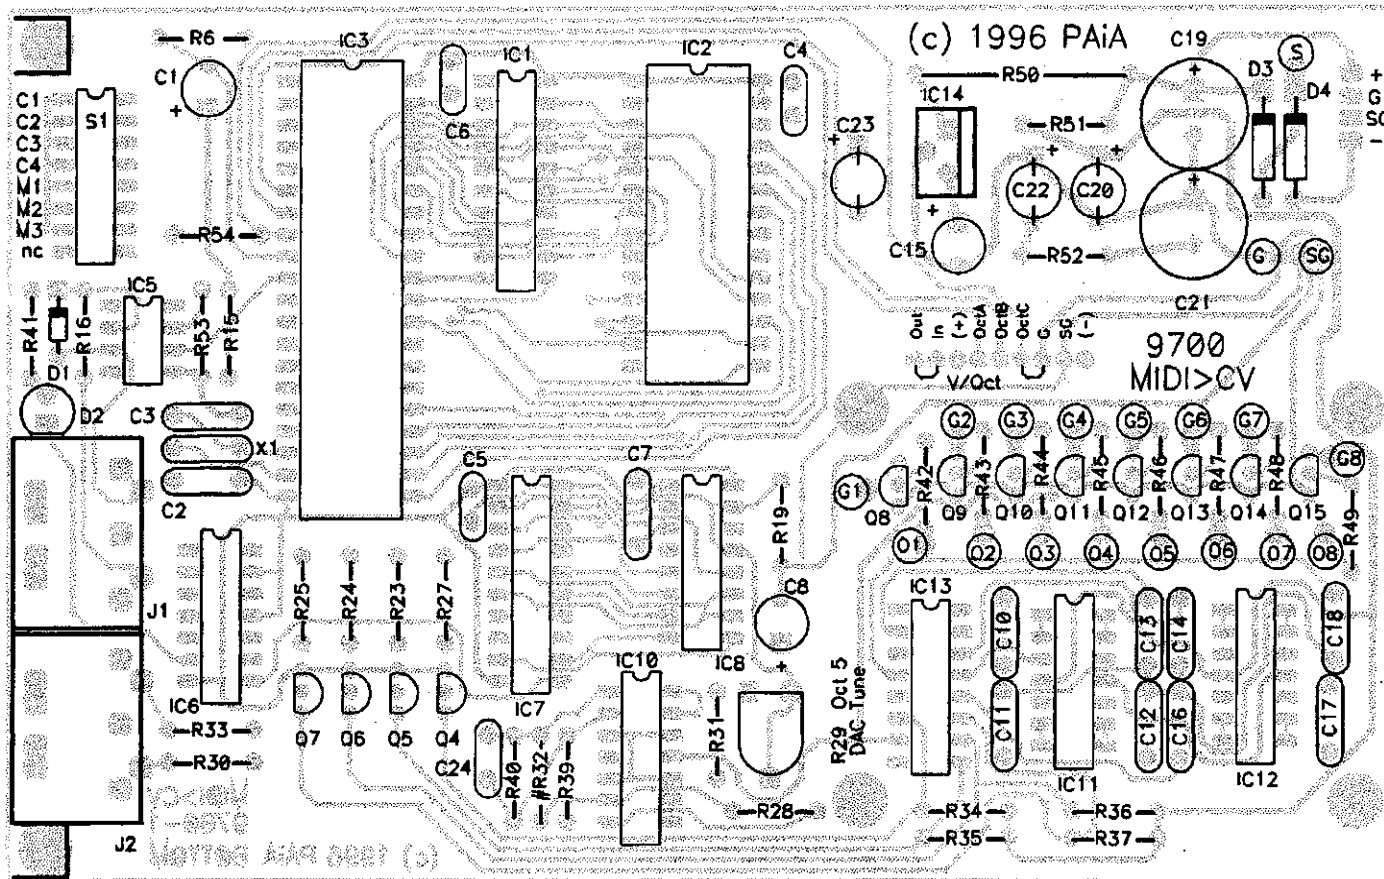 R6
IC3
IC1
IC2
C4
(c) 1996 PAiA
C19
S
+
G
SG
-
C1
+
C6
R50
D3
D4
IC14
C1
C2
C3
C4
M1
M2
M3
nc
S1
C23
+
R51
+
+
+
C22
C20
+
R54
C15
+
R52
G
SG
C21
IC5
R41
R16
R53
R15
D1
D2
Out
In
(+)
OctA
OctB
OctC
G
SG
(-)
V/Oct
9700
MIDI>CV
C3
X1
C2
C5
C7
G2
G3
G4
G5
G6
G7
G8
G1
R42
R43
R44
R45
R46
R47
R48
R49
Q8
Q9
Q10
Q11
Q12
Q13
Q14
Q15
R19
O1
O2
O3
O4
O5
O6
O7
O8
J1
R25
R24
R23
R27
C8
+
IC13
C10
C13
C14
C18
IC6
IC7
IC8
IC10
R33
R30
Q7
Q6
Q5
Q4
C24
R40
#R32
R39
R31
R28
R29 Oct 5
DAC Tune
C11
C12
C16
C17
IC11
IC12
R34
R35
R36
R37
J2
(c) 1996 PAiA BOTTOM